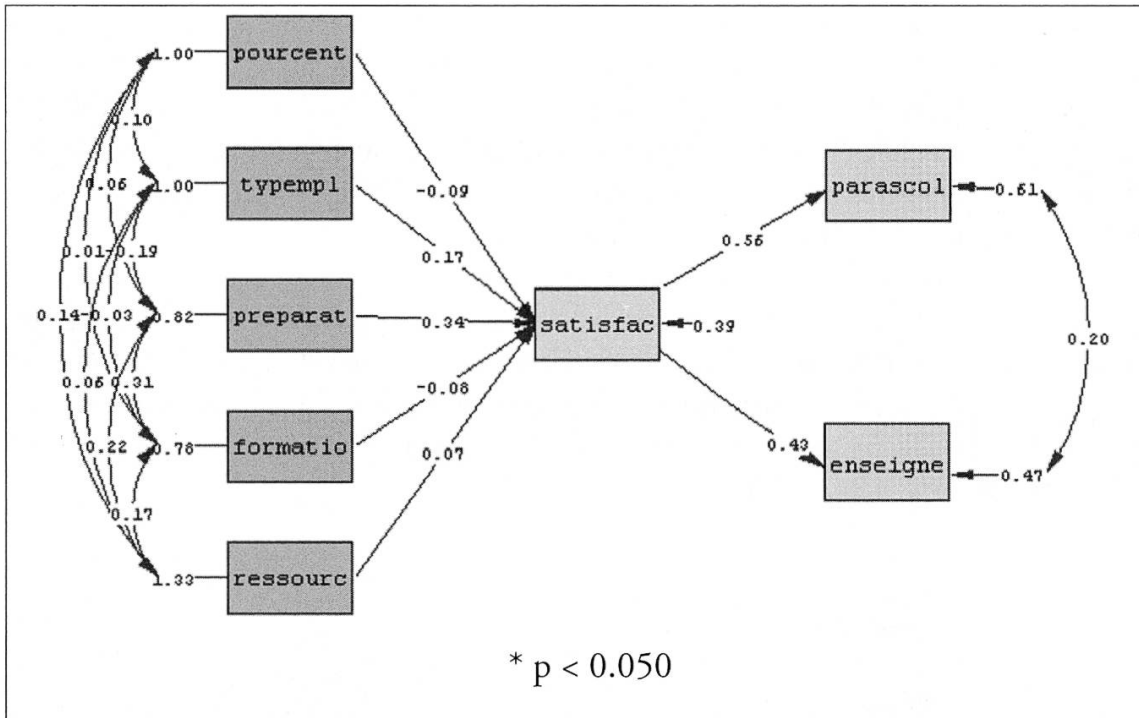 1.00 pourcent
0.10
0.06 1.00 typempl -0.09 parascol 0.61
0.17 0.56
0.01 -0.19
0.14 -0.03 0.82 preparat 0.34 satisfac 0.39 0.20
0.06 0.31 -0.08
0.22 0.78 formatio 0.07 0.43 enseigne 0.47
0.17
1.33 ressourc
* p < 0.050